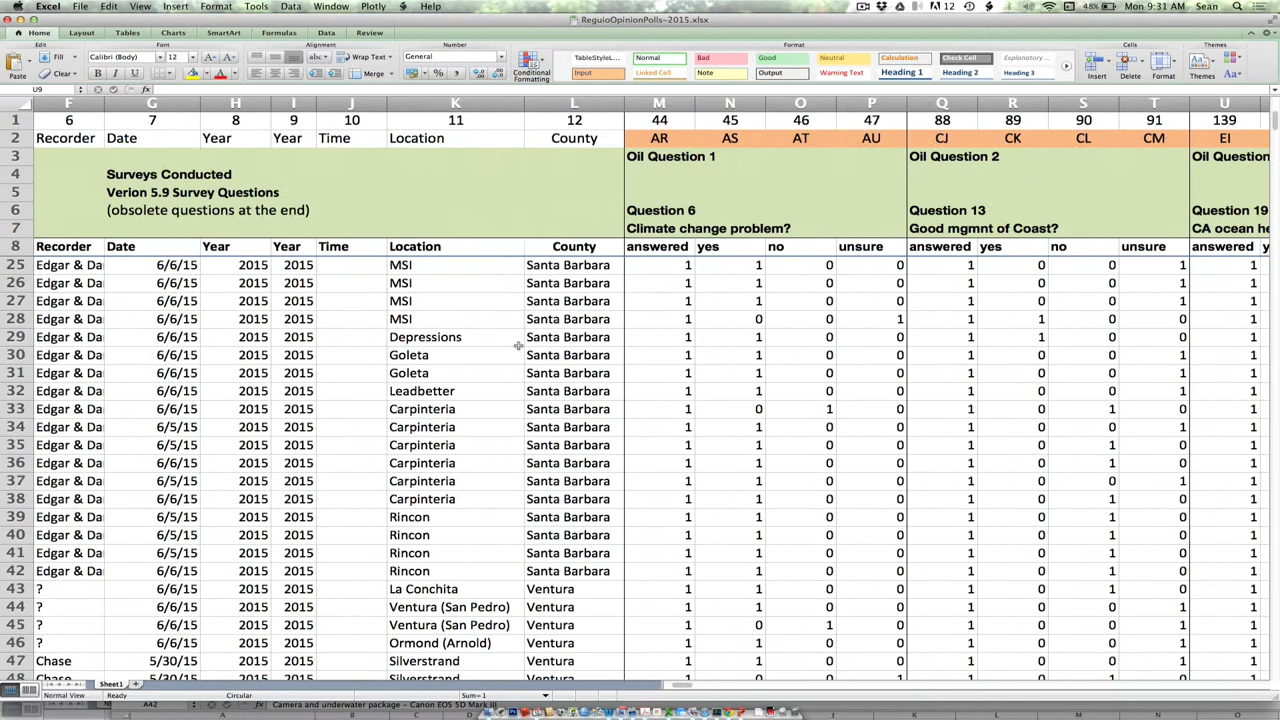 Excel File Edit View Insert Format Tools Data Window Plotly Help 12 48% Mon 9:31 AM Sean
ReguioOpinionPolls-2015.xlsx
Home Layout Tables Charts SmartArt Formulas Data Review
Edit Font Alignment Number Format Cells Themes
Paste Fill Calibri (Body) 12 abc Wrap Text General Conditional Formatting TableStyleL... Normal Bad Good Neutral Calculation Check Cell Explanatory ... Insert Delete Format Themes Aa
Clear B I U Merge % Input Linked Cell Note Output Warning Text Heading 1 Heading 2 Heading 3
U9 fx
F G H I J K L M N O P Q R S T U
1 6 7 8 9 10 11 12 44 45 46 47 88 89 90 91 139
2 Recorder Date Year Year Time Location County AR AS AT AU CJ CK CL CM EI
3 Oil Question 1 Oil Question 2 Oil Question
4 Surveys Conducted
5 Verion 5.9 Survey Questions
6 (obsolete questions at the end) Question 6 Question 13 Question 19
7 Climate change problem? Good mgmnt of Coast? CA ocean he
8 Recorder Date Year Year Time Location County answered yes no unsure answered yes no unsure answered y
25 Edgar & Da 6/6/15 2015 2015 MSI Santa Barbara 1 1 0 0 1 0 0 1 1
26 Edgar & Da 6/6/15 2015 2015 MSI Santa Barbara 1 1 0 0 1 0 0 1 1
27 Edgar & Da 6/6/15 2015 2015 MSI Santa Barbara 1 1 0 0 1 0 0 1 1
28 Edgar & Da 6/6/15 2015 2015 MSI Santa Barbara 1 0 0 1 1 1 0 0 1
29 Edgar & Da 6/6/15 2015 2015 Depressions Santa Barbara 1 1 0 0 1 1 0 0 1
30 Edgar & Da 6/6/15 2015 2015 Goleta Santa Barbara 1 1 0 0 1 0 0 1 1
31 Edgar & Da 6/6/15 2015 2015 Goleta Santa Barbara 1 1 0 0 1 0 0 1 1
32 Edgar & Da 6/6/15 2015 2015 Leadbetter Santa Barbara 1 1 0 0 1 0 0 1 1
33 Edgar & Da 6/6/15 2015 2015 Carpinteria Santa Barbara 1 0 1 0 1 0 1 0 1
34 Edgar & Da 6/5/15 2015 2015 Carpinteria Santa Barbara 1 1 0 0 1 0 1 0 1
35 Edgar & Da 6/5/15 2015 2015 Carpinteria Santa Barbara 1 1 0 0 1 0 1 0 1
36 Edgar & Da 6/5/15 2015 2015 Carpinteria Santa Barbara 1 1 0 0 1 0 1 0 1
37 Edgar & Da 6/5/15 2015 2015 Carpinteria Santa Barbara 1 1 0 0 1 0 1 0 1
38 Edgar & Da 6/5/15 2015 2015 Carpinteria Santa Barbara 1 1 0 0 1 0 1 0 1
39 Edgar & Da 6/5/15 2015 2015 Rincon Santa Barbara 1 1 0 0 1 0 1 0 1
40 Edgar & Da 6/5/15 2015 2015 Rincon Santa Barbara 1 1 0 0 1 0 1 0 1
41 Edgar & Da 6/5/15 2015 2015 Rincon Santa Barbara 1 1 0 0 1 0 1 0 1
42 Edgar & Da 6/5/15 2015 2015 Rincon Santa Barbara 1 1 0 0 1 0 1 0 1
43 ? 6/6/15 2015 2015 La Conchita Ventura 1 1 0 0 1 0 1 0 1
44 ? 6/6/15 2015 2015 Ventura (San Pedro) Ventura 1 1 0 0 1 0 0 1 1
45 ? 6/6/15 2015 2015 Ventura (San Pedro) Ventura 1 0 1 0 1 0 0 1 1
46 ? 6/6/15 2015 2015 Ormond (Arnold) Ventura 1 1 0 0 1 0 0 1 1
47 Chase 5/30/15 2015 2015 Silverstrand Ventura 1 1 0 0 1 0 0 1 1
Sheet1
Normal View Ready Circular Sum=1
A42 Camera and underwater package - Canon EOS 5D Mark III